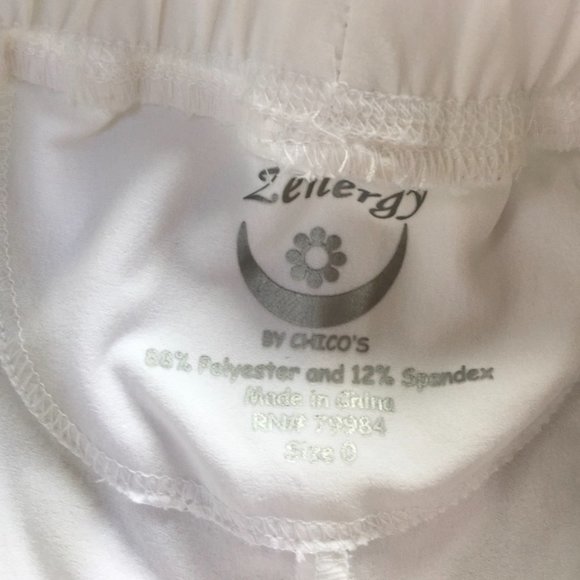 Zenergy
BY CHICO'S
88% Polyester and 12% Spandex
Made in China
RN# 79984
Size 0